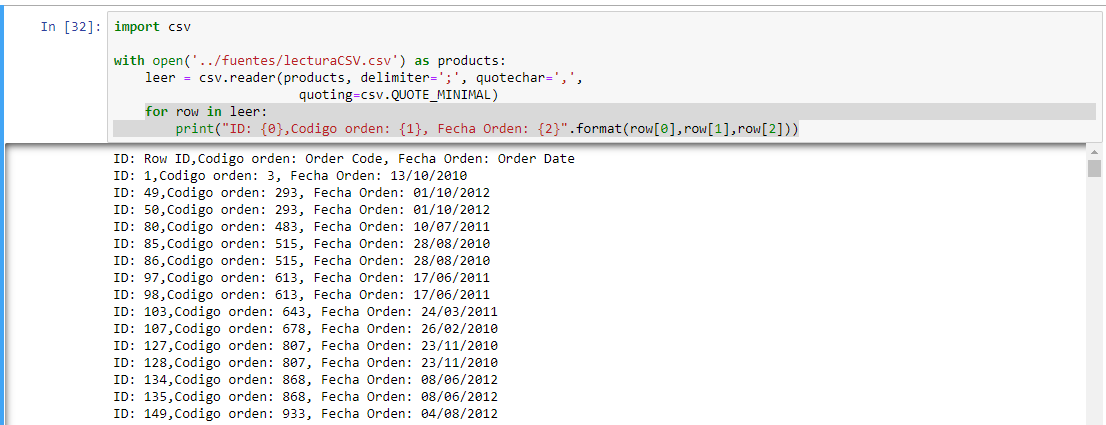 In [32]: import csv
with open('../fuentes/lecturaCSV.csv') as products:
    leer = csv.reader(products, delimiter=';', quotechar=',',
                        quoting=csv.QUOTE_MINIMAL)
    for row in leer:
        print("ID: {0},Codigo orden: {1}, Fecha Orden: {2}".format(row[0],row[1],row[2]))
ID: Row ID,Codigo orden: Order Code, Fecha Orden: Order Date
ID: 1,Codigo orden: 3, Fecha Orden: 13/10/2010
ID: 49,Codigo orden: 293, Fecha Orden: 01/10/2012
ID: 50,Codigo orden: 293, Fecha Orden: 01/10/2012
ID: 80,Codigo orden: 483, Fecha Orden: 10/07/2011
ID: 85,Codigo orden: 515, Fecha Orden: 28/08/2010
ID: 86,Codigo orden: 515, Fecha Orden: 28/08/2010
ID: 97,Codigo orden: 613, Fecha Orden: 17/06/2011
ID: 98,Codigo orden: 613, Fecha Orden: 17/06/2011
ID: 103,Codigo orden: 643, Fecha Orden: 24/03/2011
ID: 107,Codigo orden: 678, Fecha Orden: 26/02/2010
ID: 127,Codigo orden: 807, Fecha Orden: 23/11/2010
ID: 128,Codigo orden: 807, Fecha Orden: 23/11/2010
ID: 134,Codigo orden: 868, Fecha Orden: 08/06/2012
ID: 135,Codigo orden: 868, Fecha Orden: 08/06/2012
ID: 149,Codigo orden: 933, Fecha Orden: 04/08/2012